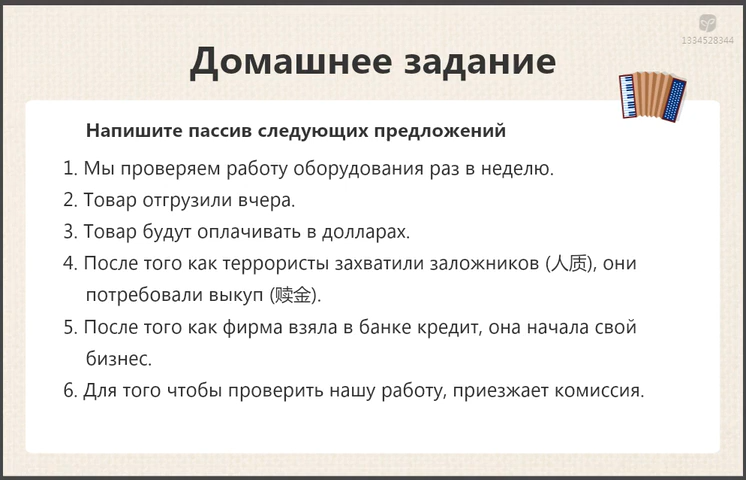 1334528344
Домашнее задание
Напишите пассив следующих предложений
1. Мы проверяем работу оборудования раз в неделю.
2. Товар отгрузили вчера.
3. Товар будут оплачивать в долларах.
4. После того как террористы захватили заложников (人质), они
потребовали выкуп (赎金).
5. После того как фирма взяла в банке кредит, она начала свой
бизнес.
6. Для того чтобы проверить нашу работу, приезжает комиссия.